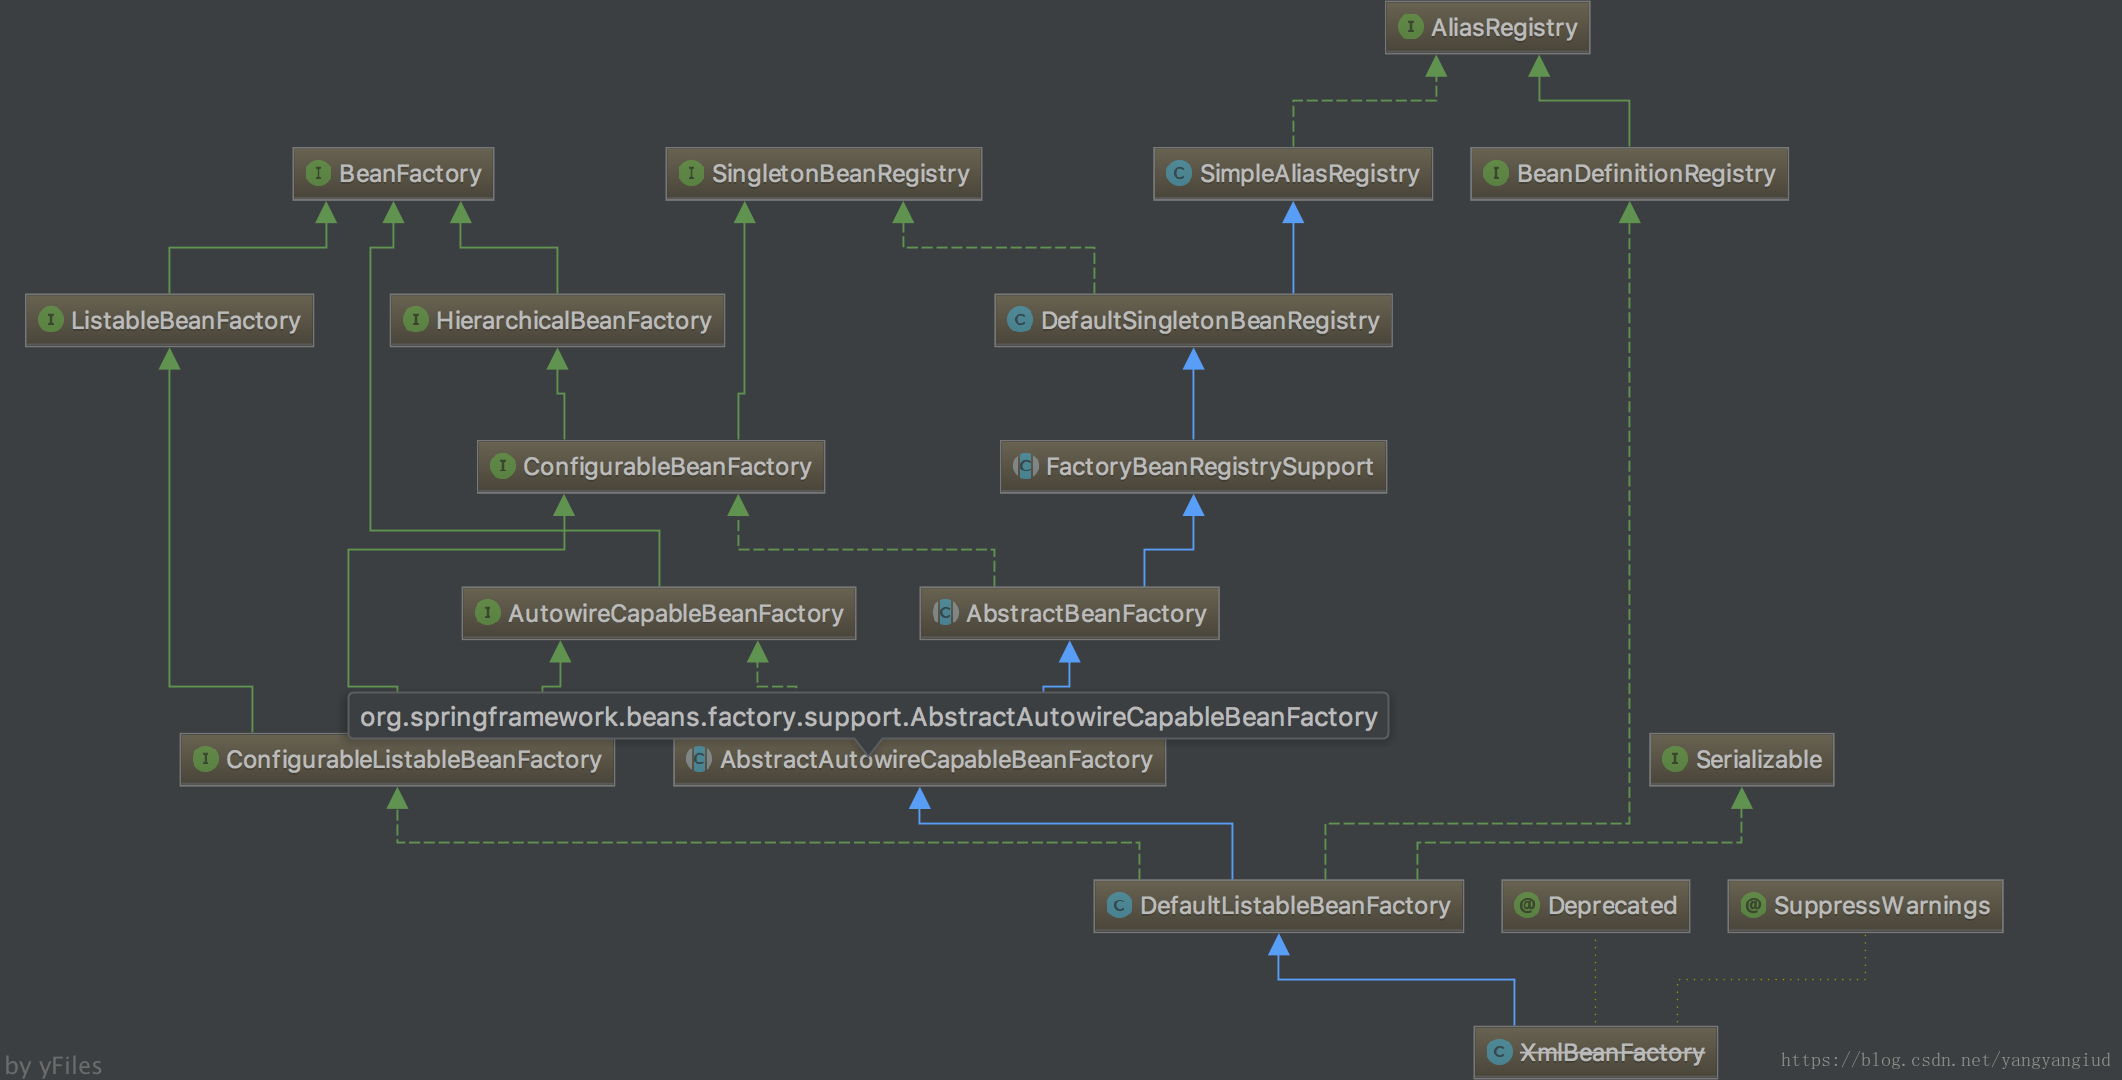 AliasRegistry
BeanFactory
SingletonBeanRegistry
SimpleAliasRegistry
BeanDefinitionRegistry
ListableBeanFactory
HierarchicalBeanFactory
DefaultSingletonBeanRegistry
ConfigurableBeanFactory
FactoryBeanRegistrySupport
AutowireCapableBeanFactory
AbstractBeanFactory
org.springframework.beans.factory.support.AbstractAutowireCapableBeanFactory
ConfigurableListableBeanFactory
AbstractAutowireCapableBeanFactory
Serializable
DefaultListableBeanFactory
@ Deprecated
@ SuppressWarnings
XmlBeanFactory
by yFiles
https://blog.csdn.net/yangyangiud